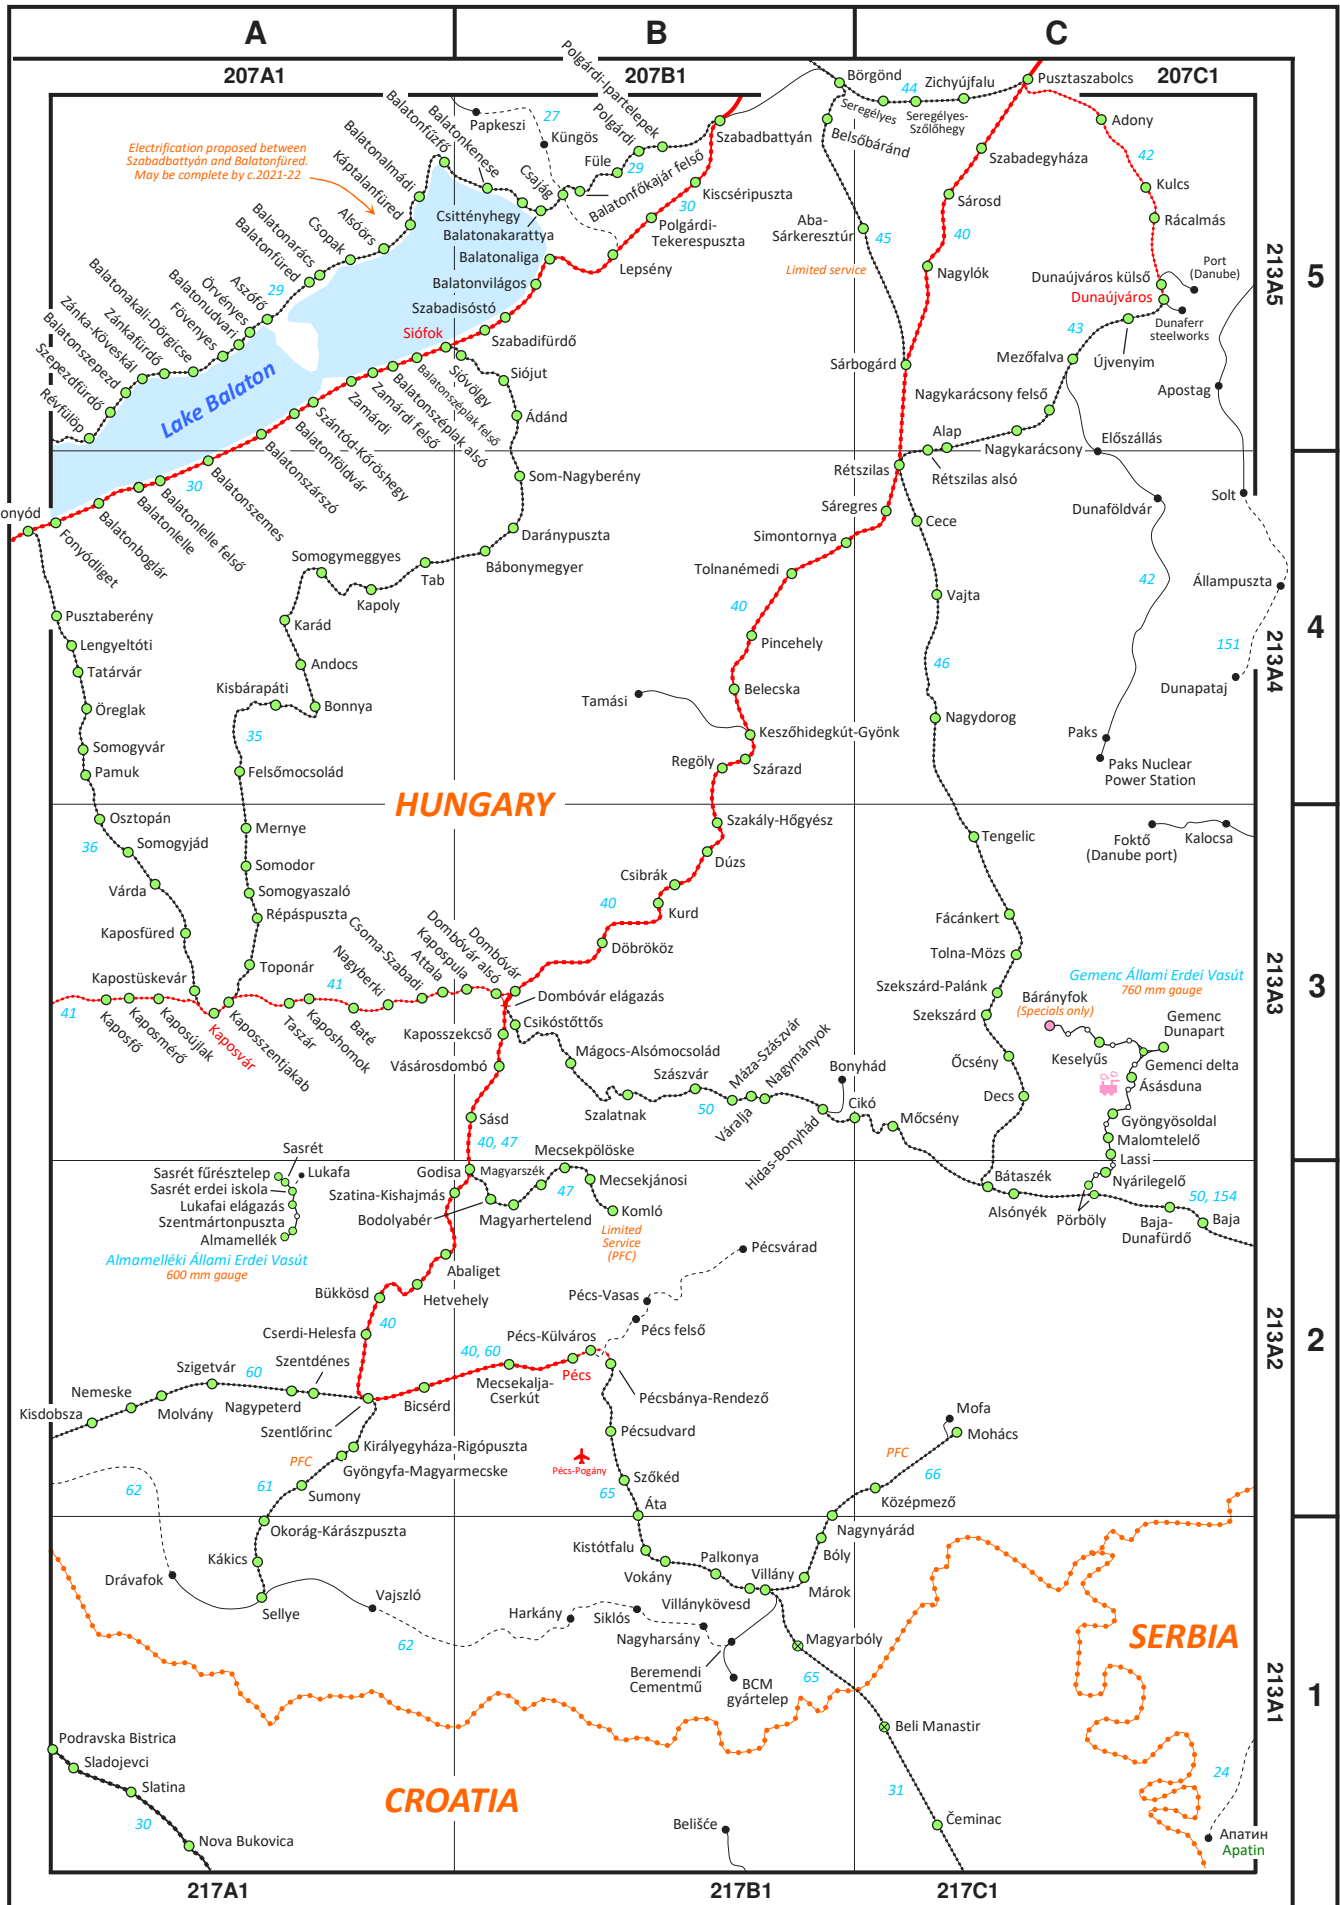 A
B
C
207A1
207B1
207C1
5
4
3
2
1
213A5
213A4
213A3
213A2
213A1
217A1
217B1
217C1
Electrification proposed between
Szabadbattyán and Balatonfüred.
May be complete by c.2021-22
Börgönd
44
Zichyújfalu
Pusztaszabolcs
Seregélyes
Seregélyes-
Szőlőhegy
Belsőbáránd
Adony
42
Kulcs
Rácalmás
Port
(Danube)
Dunaújváros külső
Dunaújváros
Dunaferr
steelworks
43
Újvenyim
Mezőfalva
Nagykarácsony felső
Nagykarácsony
Alap
Rétszilas alsó
Előszállás
Apostag
Solt
Dunaföldvár
Állampuszta
151
Dunapataj
42
Paks
Paks Nuclear
Power Station
Szabadegyháza
Sárosd
40
Nagylók
Aba-
Sárkeresztúr
45
Limited service
Sárbogárd
Rétszilas
Sáregres
Simontornya
Cece
Vajta
46
Nagydorog
Tolnanémedi
40
Pincehely
Belecska
Tamási
Keszőhidegkút-Gyönk
Regöly
Szárazd
Polgárdi-Ipartelepek
Polgárdi
Füle
29
Szabadbattyán
Papkeszi
27
Küngös
Balatonfűzfő
Balatonkenese
Csajág
Balatonfőkajár felső
Kiscséripuszta
30
Polgárdi-
Tekerespuszta
Lepsény
Csittényhegy
Balatonakarattya
Balatonaliga
Balatonvilágos
Szabadisóstó
Szabadifürdő
Siófok
Balatonalmádi
Káptalanfüred
Alsóörs
Csopak
Balatonarács
Balatonfüred
29
Aszófő
Örvényes
Balatonudvari
Fövenyes
Balatonakali-Dörgicse
Zánkafürdő
Zánka-Köveskál
Balatonszepezd
Szepezdfürdő
Révfülöp
Lake Balaton
Sióvölgy
Balatonszéplak felső
Balatonszéplak alsó
Zamárdi felső
Zamárdi
Szántód-Kőröshegy
Balatonföldvár
Balatonszárszó
Balatonszemes
30
Balatonlelle felső
Balatonlelle
Balatonboglár
Fonyódliget
onyód
Siójut
Ádánd
Som-Nagyberény
Daránypuszta
Bábonymegyer
Tab
Kapoly
Somogymeggyes
Karád
Andocs
Bonnya
Kisbárapáti
35
Felsőmocsolád
Mernye
Somodor
Somogyaszaló
Répáspuszta
Toponár
Pusztaberény
Lengyeltóti
Tatárvár
Öreglak
Somogyvár
Pamuk
Osztopán
36
Somogyjád
Várda
Kaposfüred
Kapostüskevár
HUNGARY
Szakály-Hőgyész
Dúzs
Csibrák
Kurd
40
Döbrököz
Dombóvár
Dombóvár alsó
Kapospula
Attala
Csoma-Szabadi
Nagyberki
41
41
Kaposfő
Kaposmérő
Kaposújlak
Kaposvár
Kaposszentjakab
Taszár
Kaposhomok
Baté
Dombóvár elágazás
Csikóstőttős
Kaposszekcső
Vásárosdombó
Sásd
40, 47
Mágocs-Alsómocsolád
Szalatnak
Szászvár
50
Máza-Szászvár
Nagymányok
Váralja
Bonyhád
Hidas-Bonyhád
Cikó
Mőcsény
Tengelic
Fácánkert
Tolna-Mözs
Szekszárd-Palánk
Szekszárd
Őcsény
Decs
Bátaszék
Alsónyék
Foktő
(Danube port)
Kalocsa
Gemenc Állami Erdei Vasút
760 mm gauge
Bárányfok
(Specials only)
Keselyűs
Gemenc
Dunapart
Gemenci delta
Ásásduna
Gyöngyösoldal
Malomtelelő
Lassi
Nyárilegelő
Pörböly
50, 154
Baja-
Dunafürdő
Baja
Godisa
Magyarszék
Mecsekpölöske
Mecsekjánosi
47
Szatina-Kishajmás
Bodolyabér
Magyarhertelend
Komló
Limited
Service
(PFC)
Sasrét
Sasrét fűrésztelep
Lukafa
Sasrét erdei iskola
Lukafai elágazás
Szentmártonpuszta
Almamellék
Almamelléki Állami Erdei Vasút
600 mm gauge
Abaliget
Hetvehely
Bükkösd
40
Cserdi-Helesfa
Pécsvárad
Pécs-Vasas
Pécs felső
Pécs-Külváros
40, 60
Pécs
Mecsekalja-
Cserkút
Pécsbánya-Rendező
Bicsérd
Szentdénes
60
Szigetvár
Nemeske
Kisdobsza
Molvány
Nagypeterd
Szentlőrinc
Királyegyháza-Rigópuszta
Gyöngyfa-Magyarmecske
PFC
61
Sumony
Okorág-Kárászpuszta
Kákics
Sellye
62
Drávafok
Vajszló
62
Pécsudvard
Pécs-Pogány
Szőkéd
65
Áta
Kistótfalu
Vokány
Palkonya
Villány
Villánykövesd
Harkány
Siklós
Nagyharsány
Beremendi
Cementmű
BCM
gyártelep
Mofa
Mohács
PFC
66
Középmező
Nagynyárád
Bóly
Márok
Magyarbóly
65
SERBIA
Beli Manastir
31
Čeminac
24
Апатин
Apatin
Belišće
CROATIA
Podravska Bistrica
Sladojevci
Slatina
30
Nova Bukovica